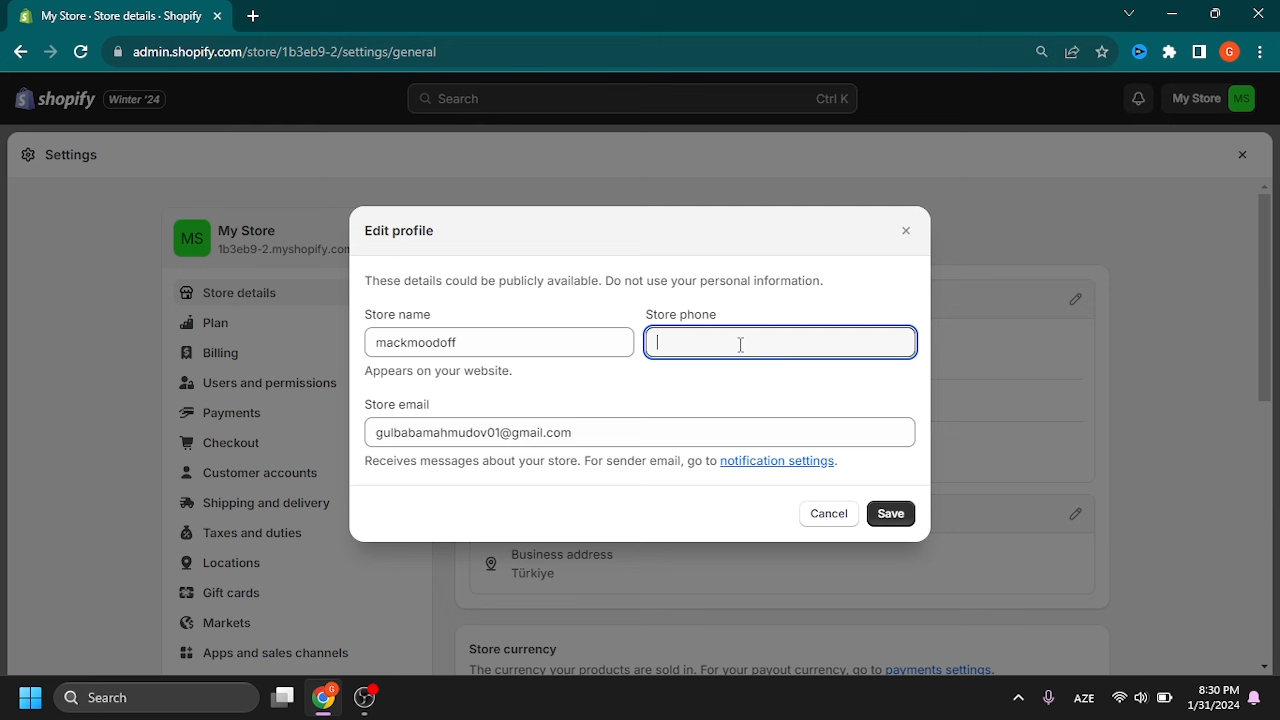 My Store · Store details · Shopify
admin.shopify.com/store/1b3eb9-2/settings/general
G
shopify Winter '24
Search Ctrl K
My Store MS
Settings
MS
My Store
1b3eb9-2.myshopify.com
Store details
Plan
Billing
Users and permissions
Payments
Checkout
Customer accounts
Shipping and delivery
Taxes and duties
Locations
Gift cards
Markets
Apps and sales channels
Edit profile
These details could be publicly available. Do not use your personal information.
Store name Store phone
mackmoodoff
Appears on your website.
Store email
gulbabamahmudov01@gmail.com
Receives messages about your store. For sender email, go to notification settings.
Cancel Save
Business address
Türkiye
Store currency
The currency your products are sold in. For your payout currency, go to payments settings.
Search
G
AZE
8:30 PM
1/31/2024